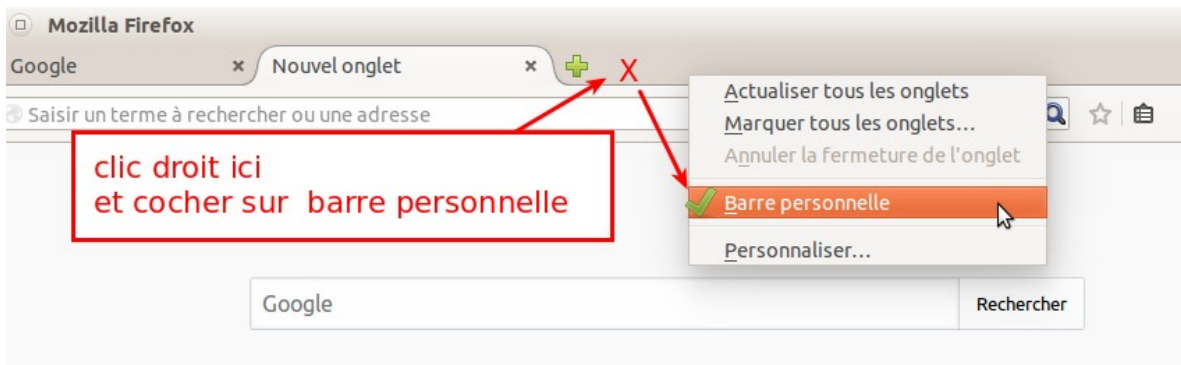 Mozilla Firefox
Google
Nouvel onglet
X
Saisir un terme à rechercher ou une adresse
clic droit ici
et cocher sur barre personnelle
Actualiser tous les onglets
Marquer tous les onglets...
Annuler la fermeture de l'onglet
Barre personnelle
Personnaliser...
Google
Rechercher